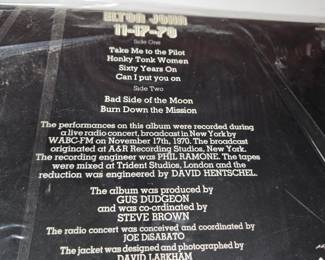 ELTON JOHN
11-17-70
Side One
Take Me to the Pilot
Honky Tonk Women
Sixty Years On
Can I put you on
Side Two
Bad Side of the Moon
Burn Down the Mission
The performances on this album were recorded during
a live radio concert, broadcast in New York by
WABC-FM on November 17th, 1970. The broadcast
originated at A&R Recording Studios, New York.
The recording engineer was PHIL RAMONE. The tapes
were mixed at Trident Studios, London and the
reduction was engineered by DAVID HENTSCHEL.
The album was produced by
GUS DUDGEON
and was co-ordinated by
STEVE BROWN
The radio concert was conceived and coordinated by
JOE DiSABATO
The jacket was designed and photographed by
DAVID LARKHAM